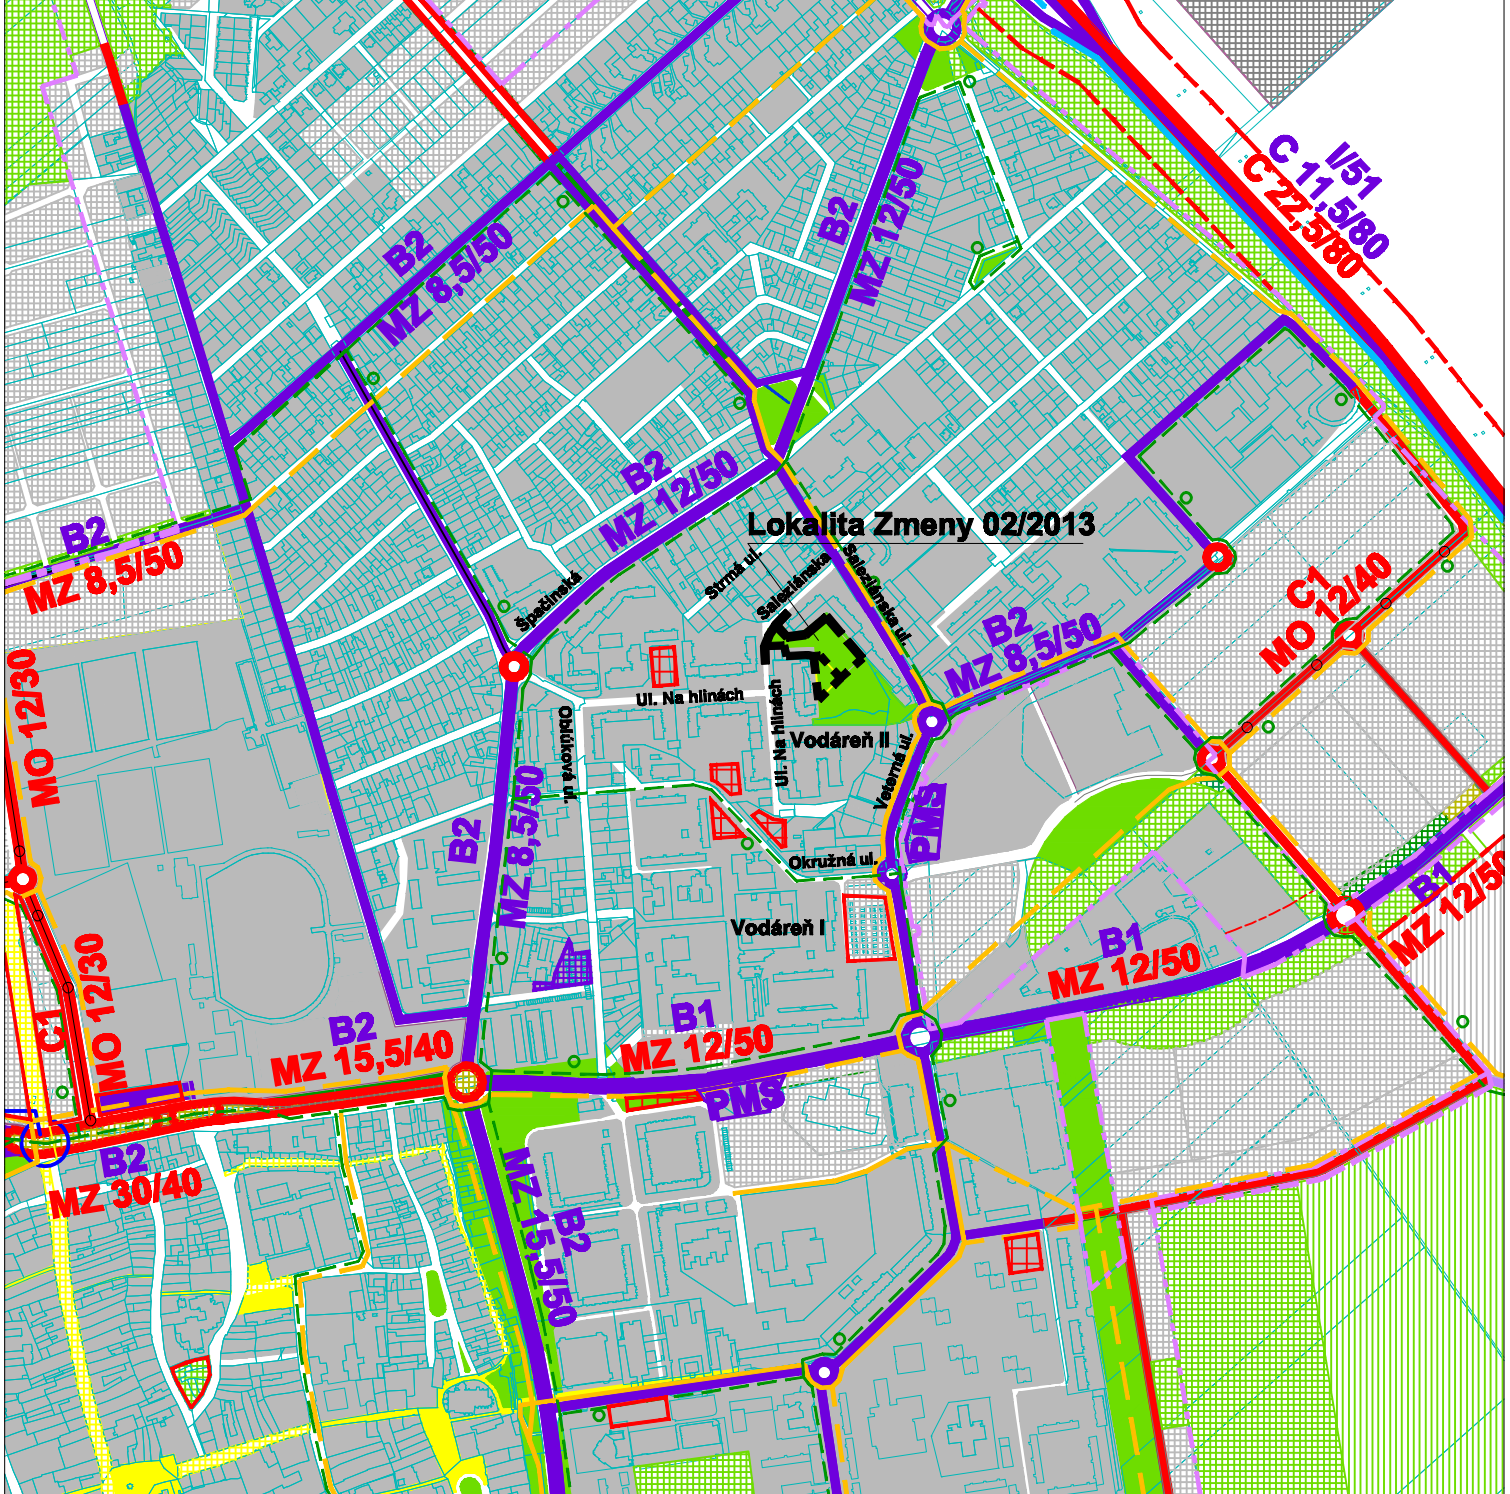 I/51
C 11,5/80
C 22,5/80
B2
MZ 12/50
B2
MZ 8,5/50
B2
MZ 12/50
B2
MZ 8,5/50
Lokalita Zmeny 02/2013
Strmá ul.
Saleziánska
Saleziánska ul.
Špačinská
C1
MO 12/40
B2
MZ 8,5/50
MO 12/30
Ul. Na hlinách
Oblúková ul.
Ul. Na hlinách
Vodáreň II
Veterná ul.
PMS
B2
MZ 8,5/50
Okružná ul.
Vodáreň I
B1
MZ 12/50
B1
MZ 12/50
C1
MO 12/30
B2
MZ 15,5/40
B1
MZ 12/50
PMS
B2
MZ 30/40
B2
MZ 15,5/50